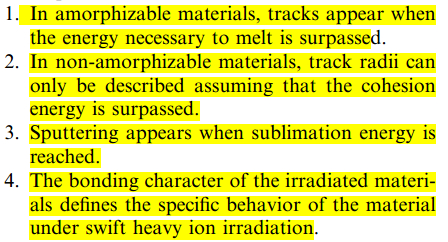 1. In amorphizable materials, tracks appear when
the energy necessary to melt is surpassed.
2. In non-amorphizable materials, track radii can
only be described assuming that the cohesion
energy is surpassed.
3. Sputtering appears when sublimation energy is
reached.
4. The bonding character of the irradiated materi-
als defines the specific behavior of the material
under swift heavy ion irradiation.